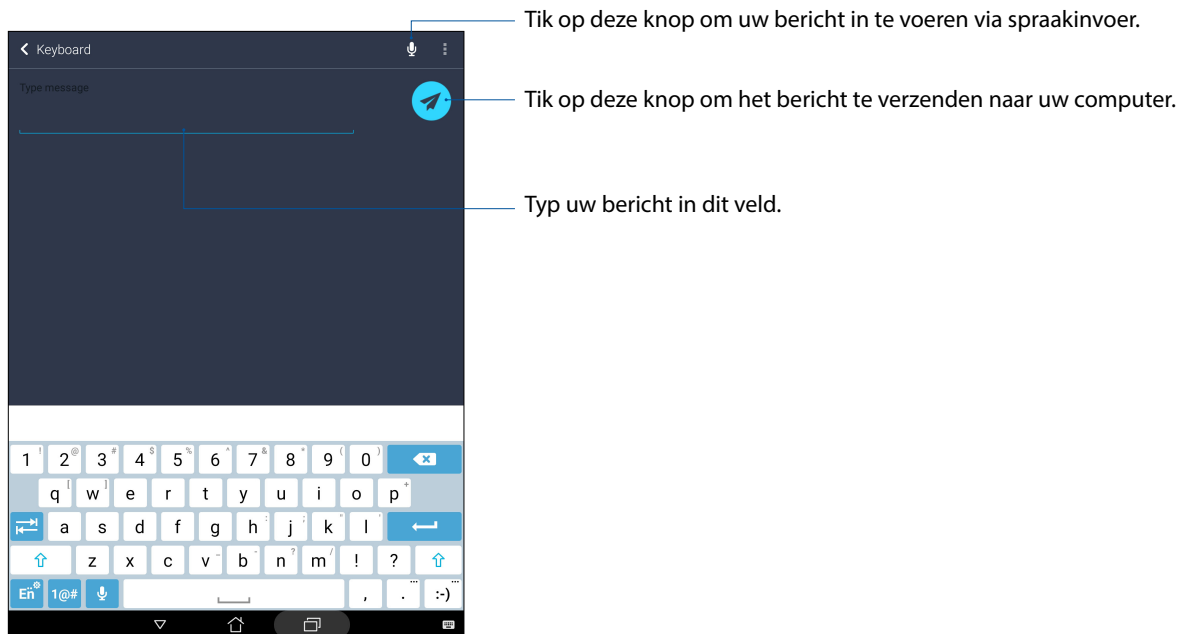 Tik op deze knop om uw bericht in te voeren via spraakinvoer.
Keyboard
Type message
Tik op deze knop om het bericht te verzenden naar uw computer.
Typ uw bericht in dit veld.
1 ! 2 @ 3 # 4 $ 5 % 6 ^ 7 & 8 * 9 ( 0 )
q [ w ] e r t y u i o p +
a s d f g h : j ; k " l '
z x c v _ b - n ? m / ! ?
En 1@# , . ... :-) ...